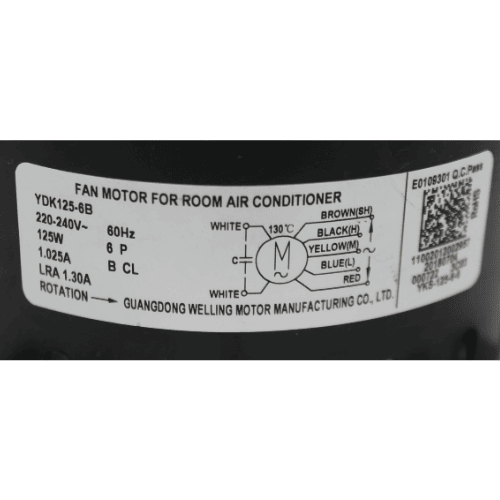 FAN MOTOR FOR ROOM AIR CONDITIONER
YDK125-6B
220-240V~ 60Hz
125W 6 P
1.025A B CL
LRA 1.30A
ROTATION →
GUANGDONG WELLING MOTOR MANUFACTURING CO., LTD.
WHITE
C
WHITE
130℃
M
~
BROWN(SH)
BLACK(H)
YELLOW(M)
BLUE(L)
RED
~
E0109301 Q.C.Pass